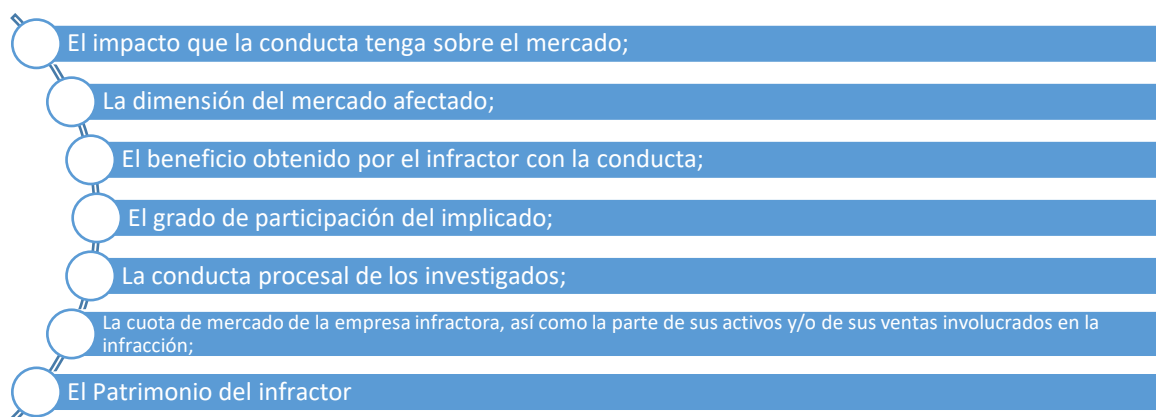 El impacto que la conducta tenga sobre el mercado;
La dimensión del mercado afectado;
El beneficio obtenido por el infractor con la conducta;
El grado de participación del implicado;
La conducta procesal de los investigados;
La cuota de mercado de la empresa infractora, así como la parte de sus activos y/o de sus ventas involucrados en la
infracción;
El Patrimonio del infractor